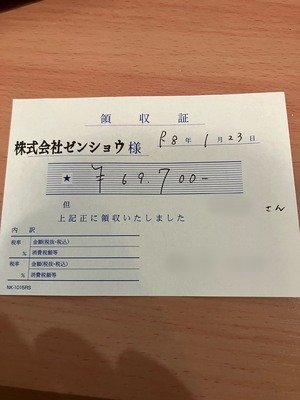 領収証
株式会社ゼンショウ 様 R8年1月23日
★ ¥69.700-
但
上記正に領収いたしました
さん
内訳
税率 金額(税抜・税込)
% 消費税額等
税率 金額(税抜・税込)
% 消費税額等
NK-1015RS